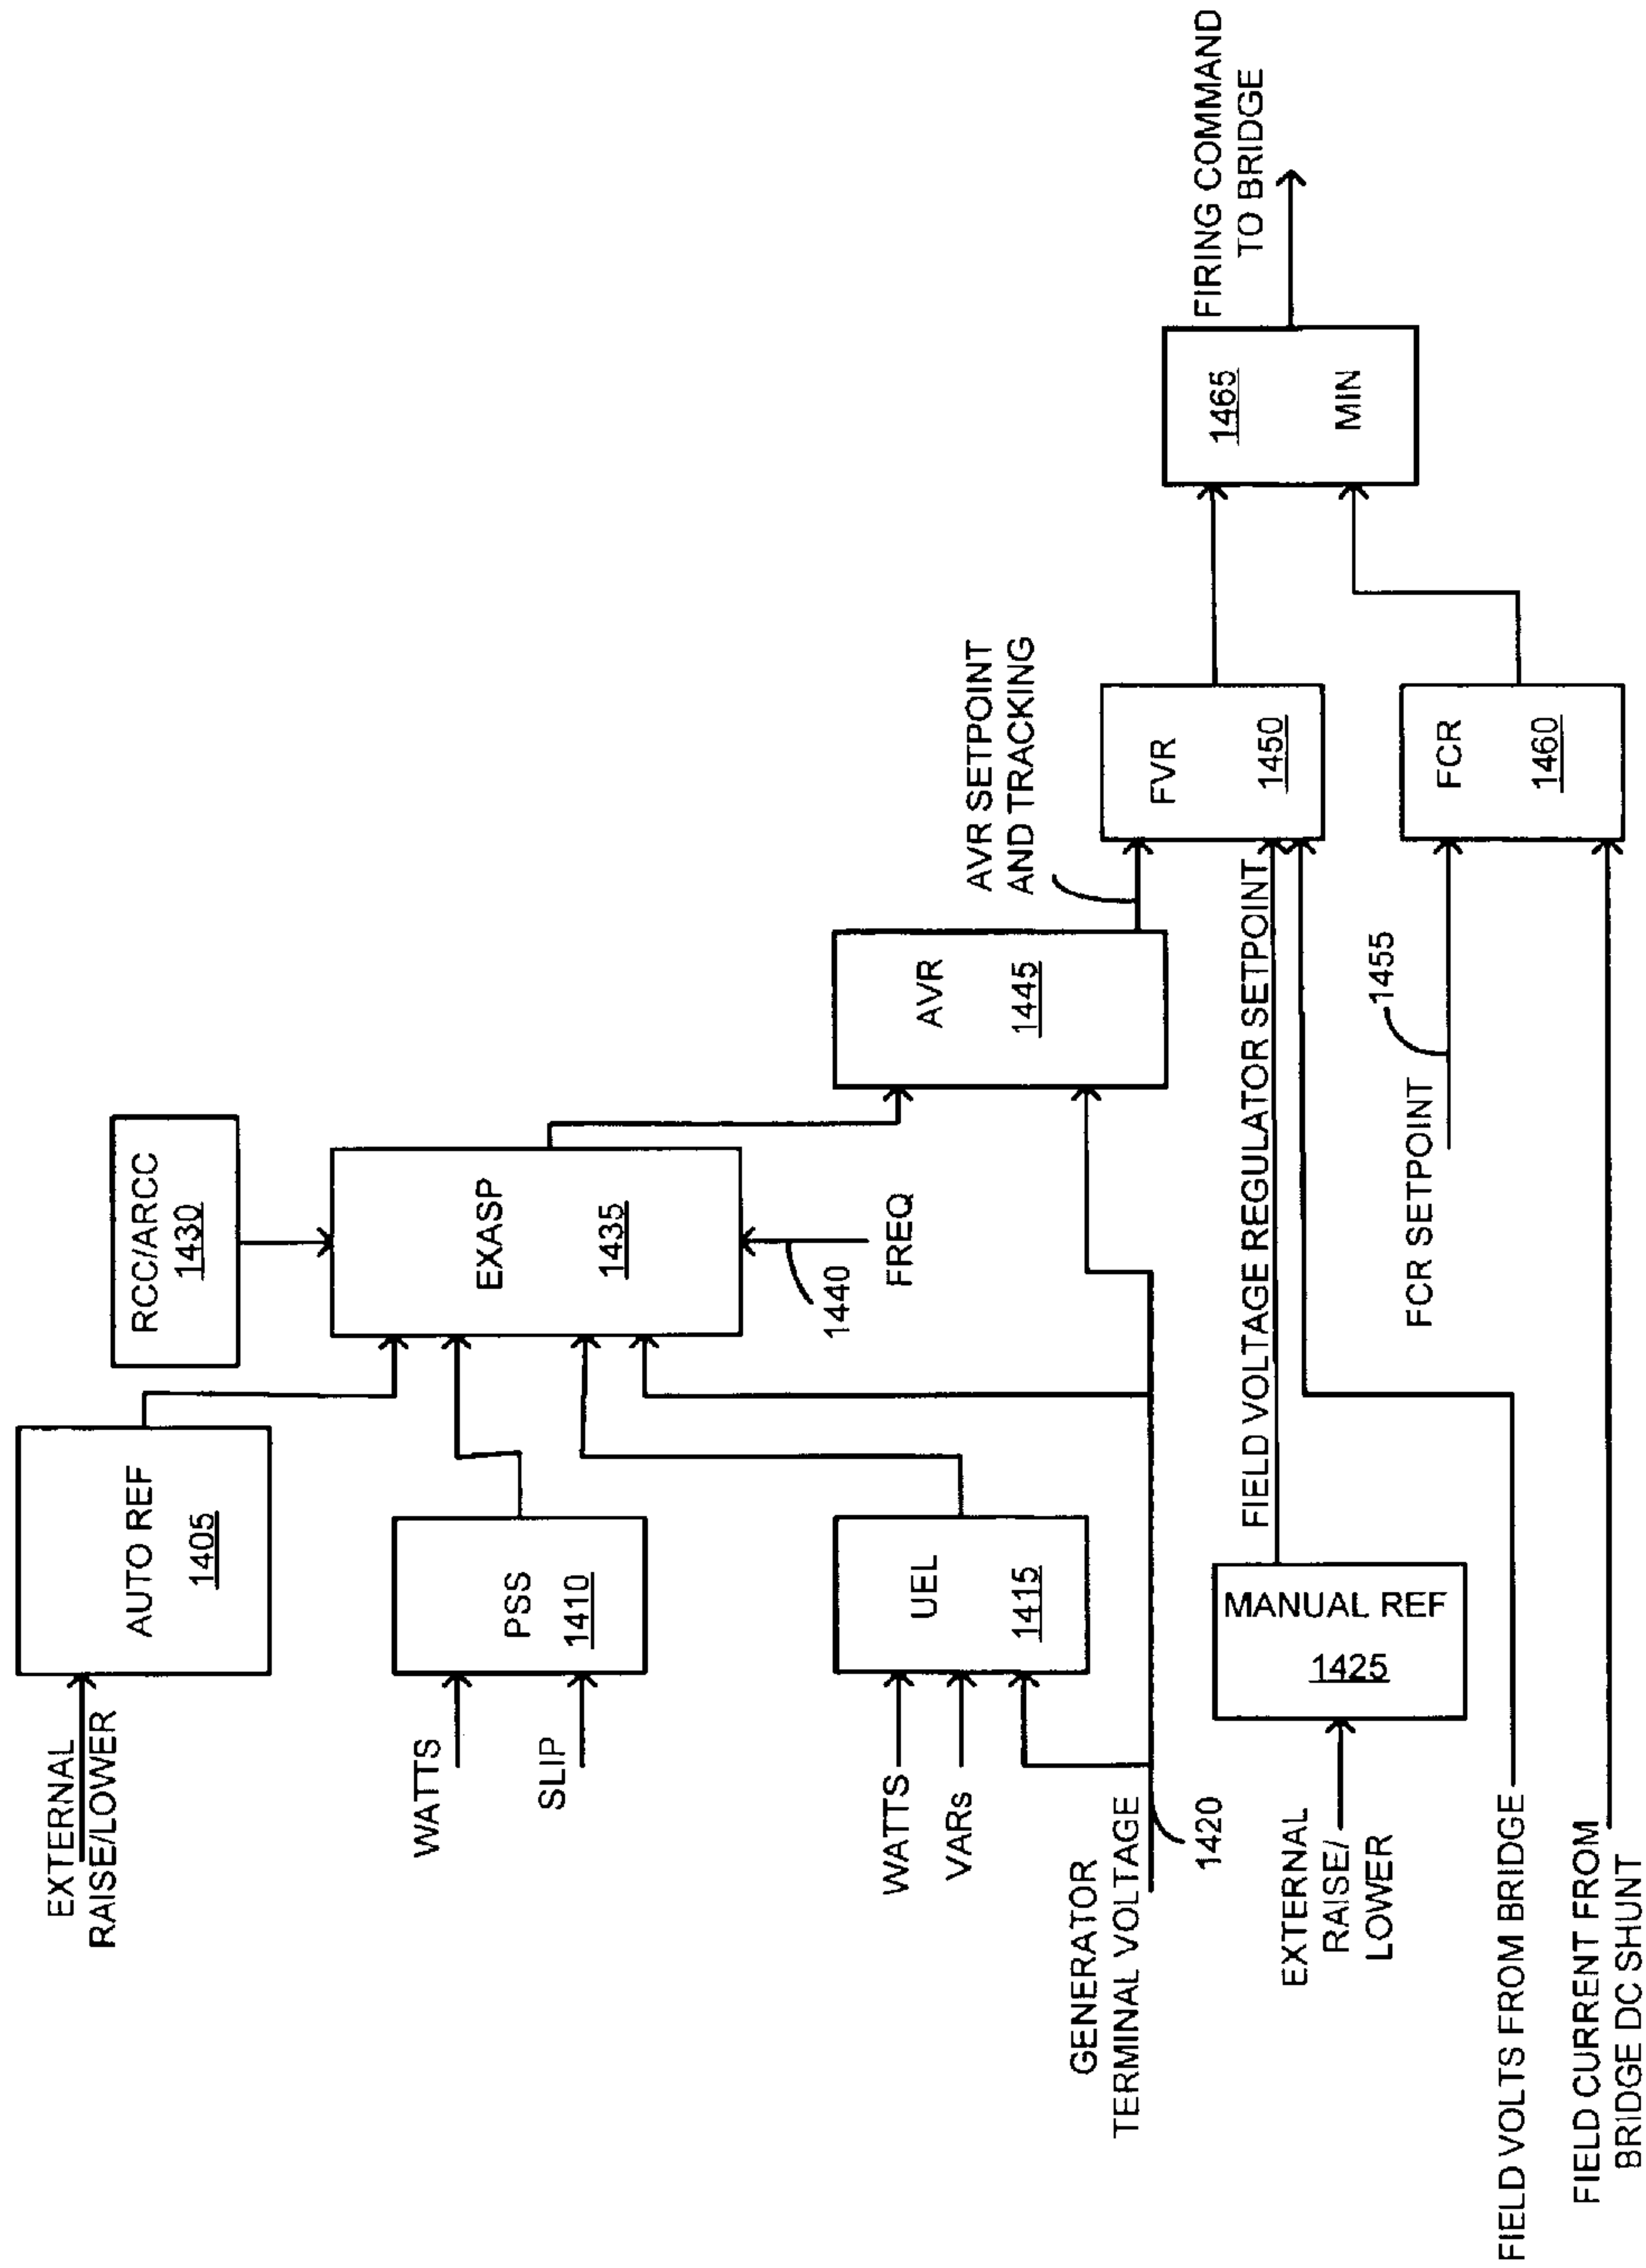 EXTERNAL
RAISE/LOWER
AUTO REF
1405
RCC/ARCC
1430
WATTS
SLIP
PSS
1410
EXASP
1435
1440
FREQ
WATTS
VARs
UEL
1415
AVR
1445
AVR SETPOINT
AND TRACKING
GENERATOR
TERMINAL VOLTAGE
1420
EXTERNAL
RAISE/
LOWER
MANUAL REF
1425
FIELD VOLTAGE REGULATOR SETPOINT
FVR
1450
FCR SETPOINT
1455
FCR
1460
1465
MIN
FIRING COMMAND
TO BRIDGE
FIELD VOLTS FROM BRIDGE
FIELD CURRENT FROM
BRIDGE DC SHUNT